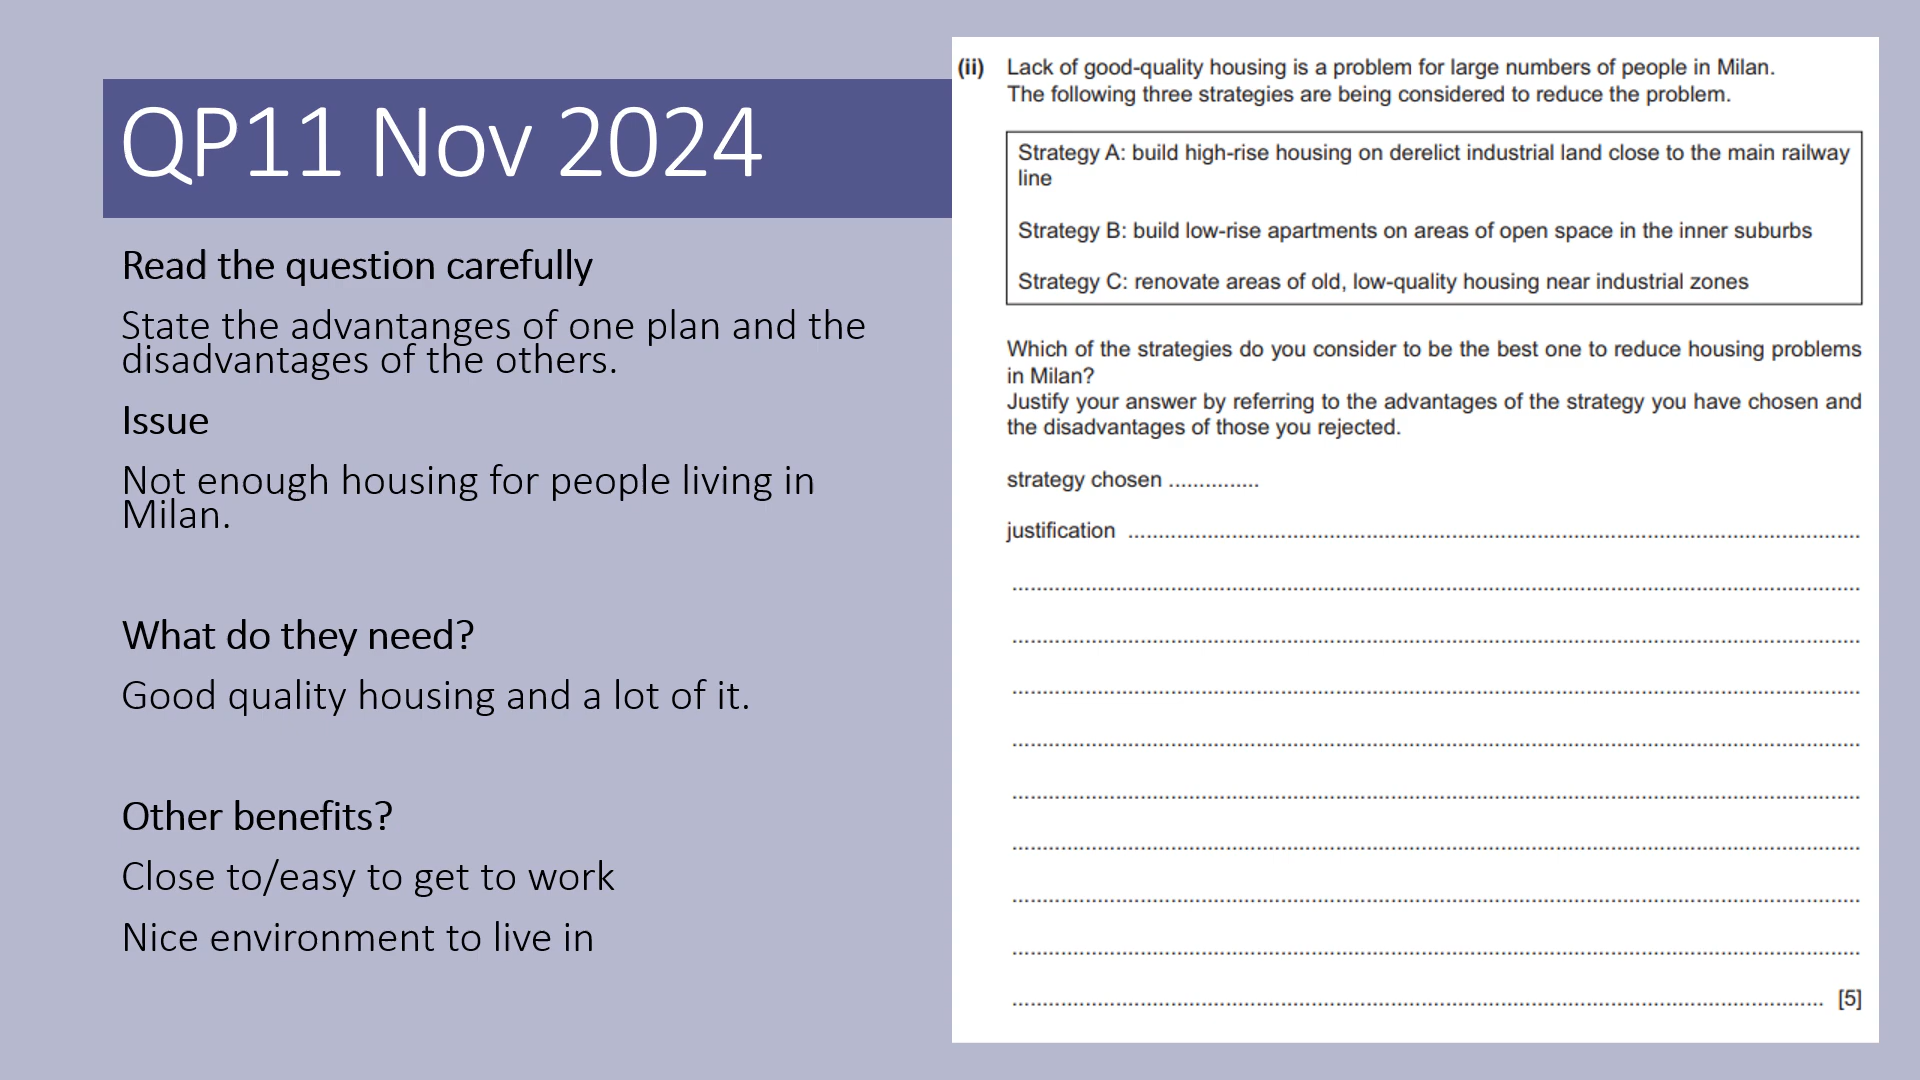 QP11 Nov 2024
Read the question carefully
State the advantanges of one plan and the
disadvantages of the others.
Issue
Not enough housing for people living in
Milan.
What do they need?
Good quality housing and a lot of it.
Other benefits?
Close to/easy to get to work
Nice environment to live in
(ii) Lack of good-quality housing is a problem for large numbers of people in Milan.
The following three strategies are being considered to reduce the problem.
Strategy A: build high-rise housing on derelict industrial land close to the main railway
line
Strategy B: build low-rise apartments on areas of open space in the inner suburbs
Strategy C: renovate areas of old, low-quality housing near industrial zones
Which of the strategies do you consider to be the best one to reduce housing problems
in Milan?
Justify your answer by referring to the advantages of the strategy you have chosen and
the disadvantages of those you rejected.
strategy chosen ...............
justification ................................................................
[5]